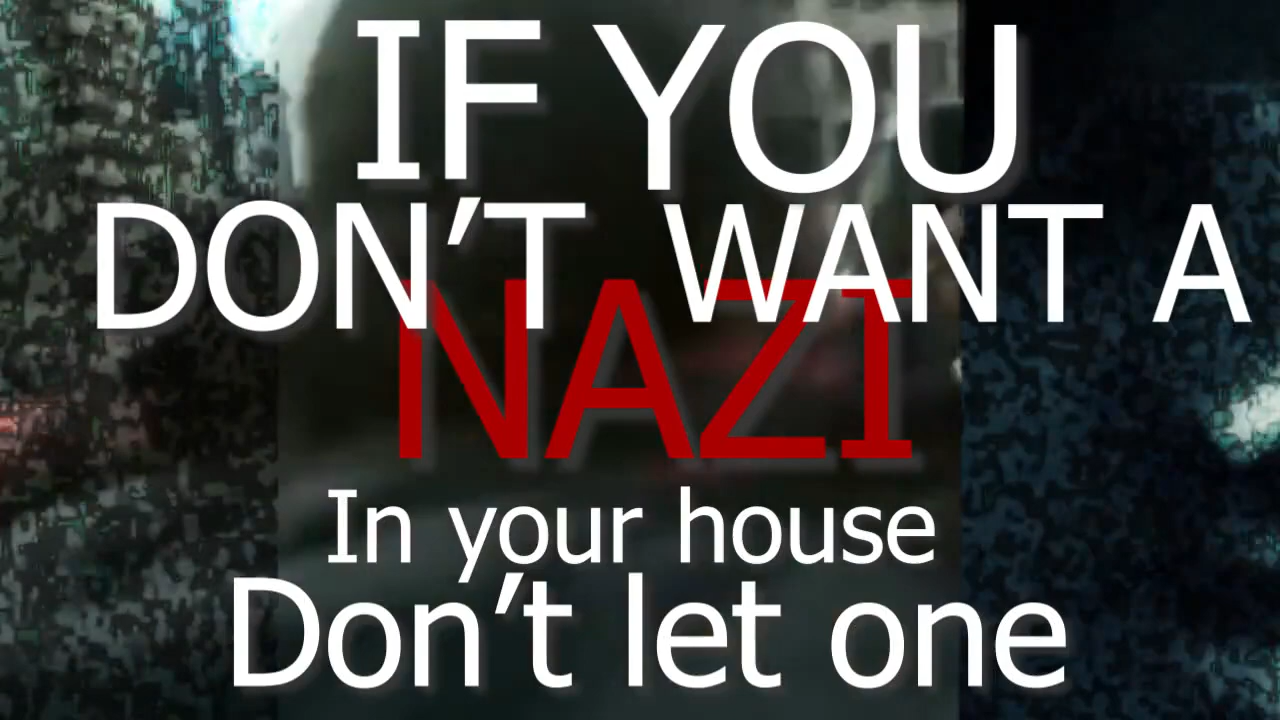 IF YOU
DON'T WANT A
NAZI
In your house
Don't let one